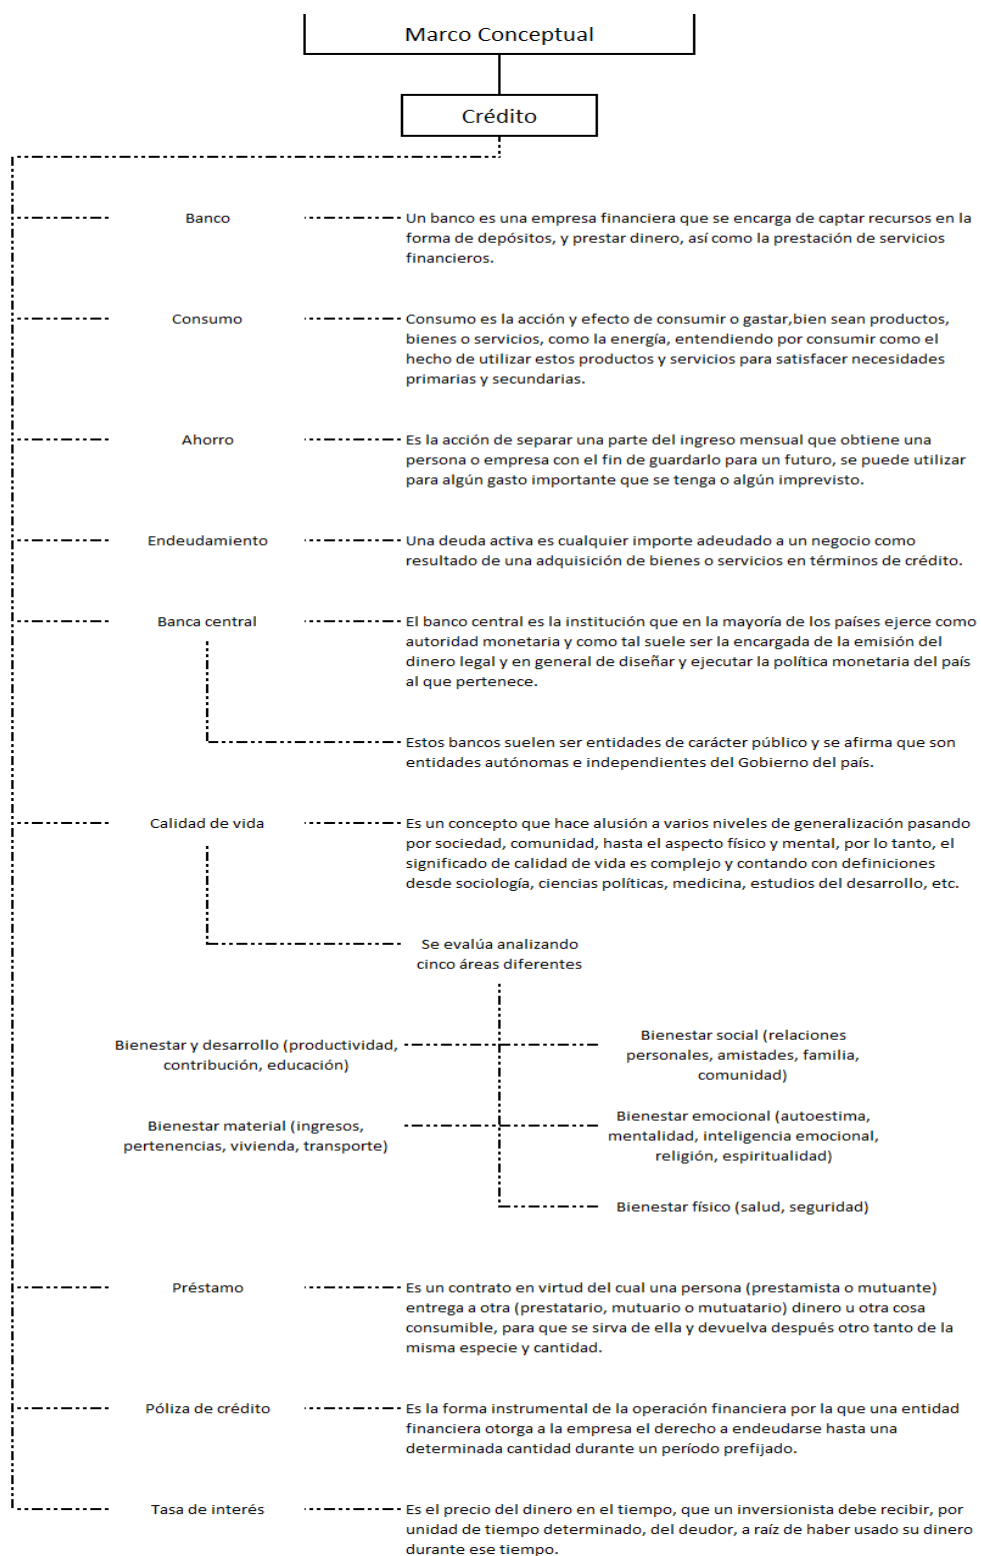 Marco Conceptual
Crédito
Banco
Un banco es una empresa financiera que se encarga de captar recursos en la
forma de depósitos, y prestar dinero, así como la prestación de servicios
financieros.
Consumo
Consumo es la acción y efecto de consumir o gastar,bien sean productos,
bienes o servicios, como la energía, entendiendo por consumir como el
hecho de utilizar estos productos y servicios para satisfacer necesidades
primarias y secundarias.
Ahorro
Es la acción de separar una parte del ingreso mensual que obtiene una
persona o empresa con el fin de guardarlo para un futuro, se puede utilizar
para algún gasto importante que se tenga o algún imprevisto.
Endeudamiento
Una deuda activa es cualquier importe adeudado a un negocio como
resultado de una adquisición de bienes o servicios en términos de crédito.
Banca central
El banco central es la institución que en la mayoría de los países ejerce como
autoridad monetaria y como tal suele ser la encargada de la emisión del
dinero legal y en general de diseñar y ejecutar la política monetaria del país
al que pertenece.
Estos bancos suelen ser entidades de carácter público y se afirma que son
entidades autónomas e independientes del Gobierno del país.
Calidad de vida
Es un concepto que hace alusión a varios niveles de generalización pasando
por sociedad, comunidad, hasta el aspecto físico y mental, por lo tanto, el
significado de calidad de vida es complejo y contando con definiciones
desde sociología, ciencias políticas, medicina, estudios del desarrollo, etc.
Se evalúa analizando
cinco áreas diferentes
Bienestar y desarrollo (productividad,
contribución, educación)
Bienestar social (relaciones
personales, amistades, familia,
comunidad)
Bienestar material (ingresos,
pertenencias, vivienda, transporte)
Bienestar emocional (autoestima,
mentalidad, inteligencia emocional,
religión, espiritualidad)
Bienestar físico (salud, seguridad)
Préstamo
Es un contrato en virtud del cual una persona (prestamista o mutuante)
entrega a otra (prestatario, mutuario o mutuatario) dinero u otra cosa
consumible, para que se sirva de ella y devuelva después otro tanto de la
misma especie y cantidad.
Póliza de crédito
Es la forma instrumental de la operación financiera por la que una entidad
financiera otorga a la empresa el derecho a endeudarse hasta una
determinada cantidad durante un período prefijado.
Tasa de interés
Es el precio del dinero en el tiempo, que un inversionista debe recibir, por
unidad de tiempo determinado, del deudor, a raíz de haber usado su dinero
durante ese tiempo.